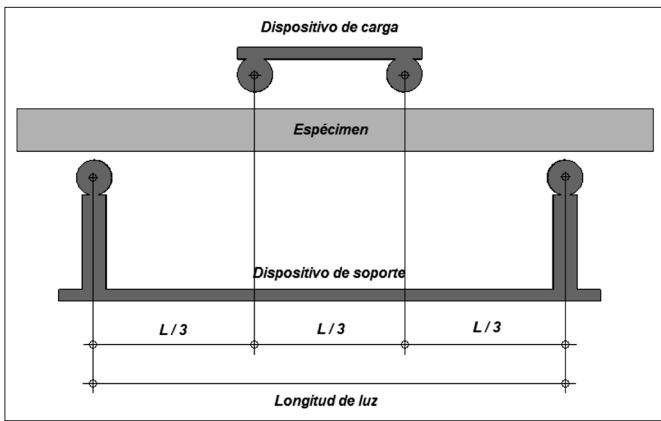 Dispositivo de carga
Espécimen
Dispositivo de soporte
L / 3
L / 3
L / 3
Longitud de luz